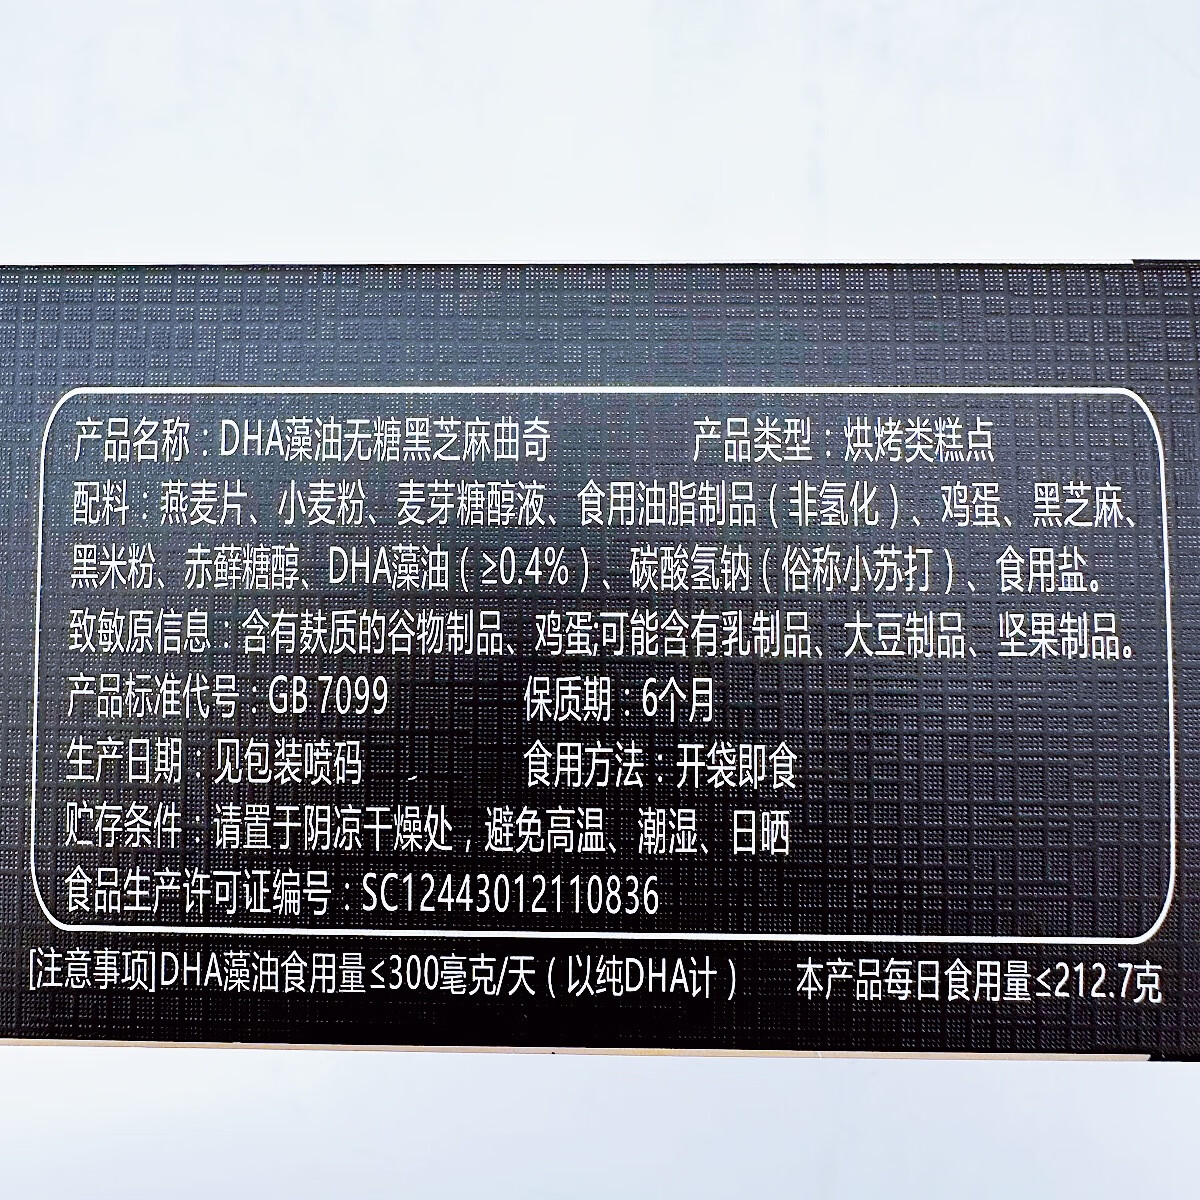 产品名称：DHA藻油无糖黑芝麻曲奇 产品类型：烘烤类糕点
配料：燕麦片、小麦粉、麦芽糖醇液、食用油脂制品（非氢化）、鸡蛋、黑芝麻、
黑米粉、赤藓糖醇、DHA藻油（≥0.4%）、碳酸氢钠（俗称小苏打）、食用盐。
致敏原信息：含有麸质的谷物制品、鸡蛋;可能含有乳制品、大豆制品、坚果制品。
产品标准代号：GB 7099 保质期：6个月
生产日期：见包装喷码 食用方法：开袋即食
贮存条件：请置于阴凉干燥处，避免高温、潮湿、日晒
食品生产许可证编号：SC12443012110836
[注意事项]DHA藻油食用量≤300毫克/天（以纯DHA计） 本产品每日食用量≤212.7克